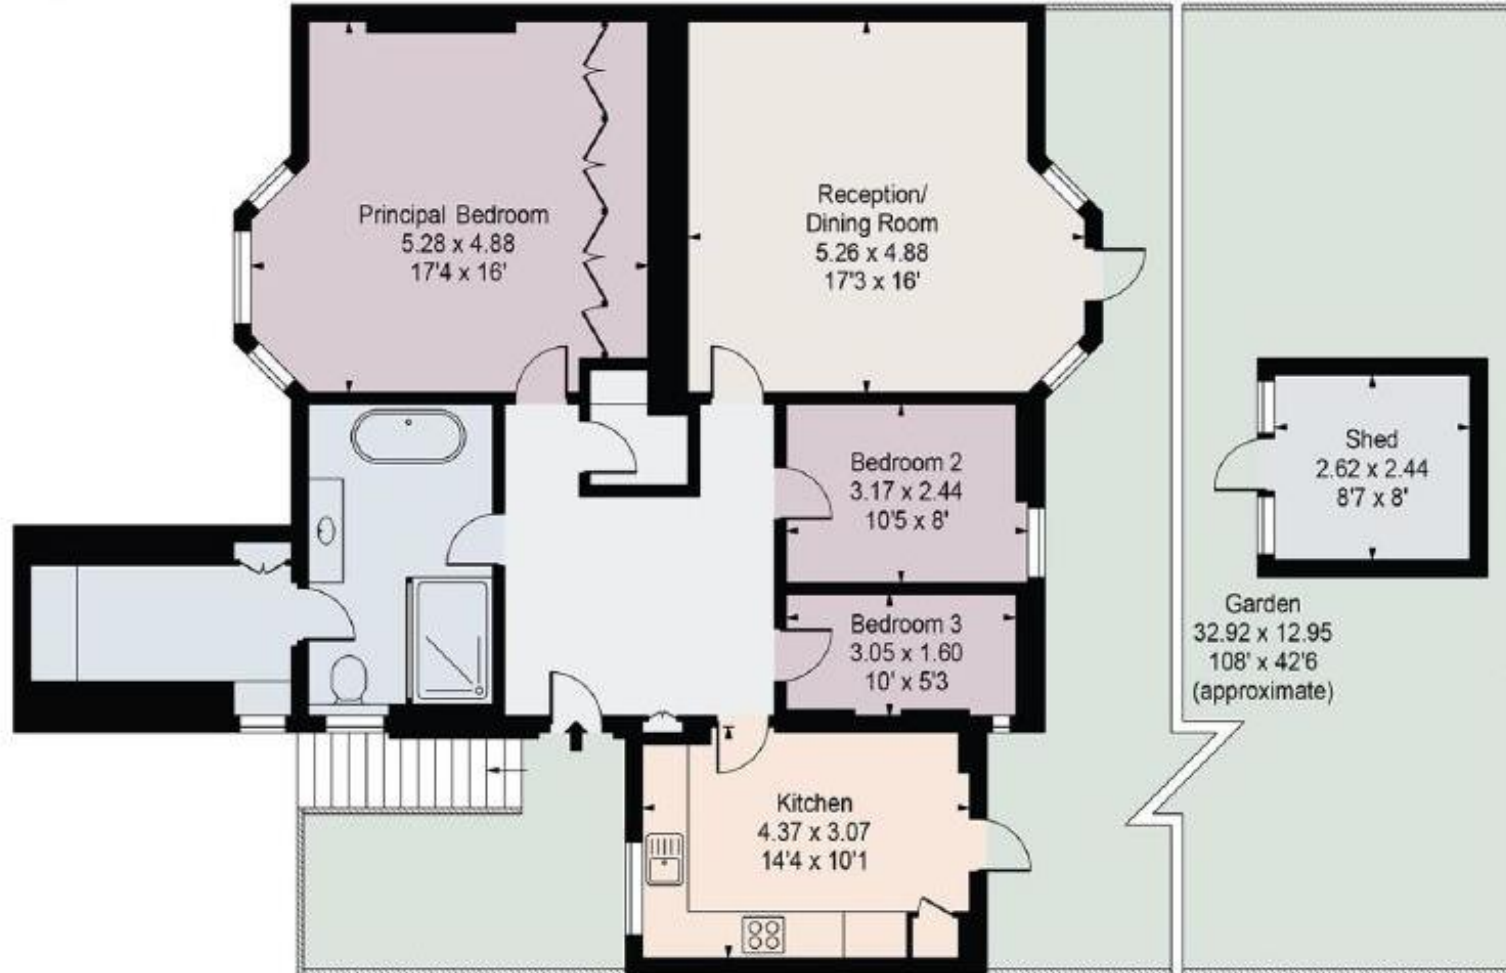 Principal Bedroom
5.28 x 4.88
17'4 x 16'
Reception/
Dining Room
5.26 x 4.88
17'3 x 16'
Bedroom 2
3.17 x 2.44
10'5 x 8'
Shed
2.62 x 2.44
8'7 x 8'
Bedroom 3
3.05 x 1.60
10' x 5'3
Garden
32.92 x 12.95
108' x 42'6
(approximate)
Kitchen
4.37 x 3.07
14'4 x 10'1